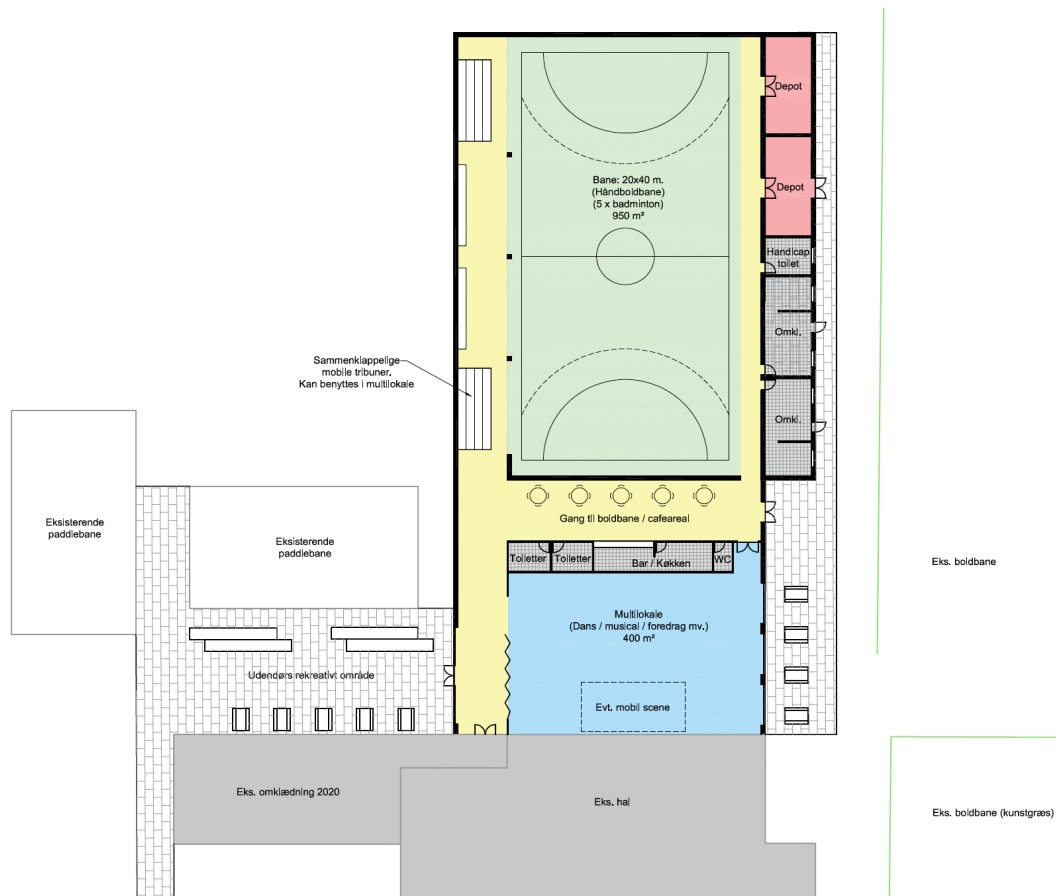 Depot
Bane: 20x40 m.
(Håndboldbane)
(5 x badminton)
950 m²
Depot
Handicap
toilet
Omkl.
Sammenklappelige
mobile tribuner.
Kan benyttes i multilokale
Omkl.
Eksisterende
paddlebane
Eksisterende
paddlebane
Gang til boldbane / cafeareal
Toiletter
Toiletter
Bar / Køkken
WC
Eks. boldbane
Multilokale
(Dans / musical / foredrag mv.)
400 m²
Udendørs rekreativt område
Evt. mobil scene
Eks. omklædning 2020
Eks. hal
Eks. boldbane (kunstgræs)